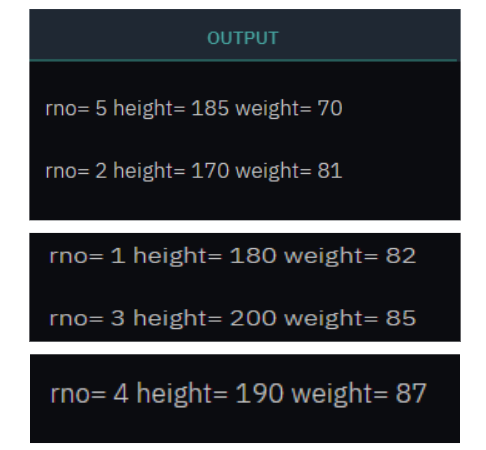 OUTPUT
rno= 5 height= 185 weight= 70
rno= 2 height= 170 weight= 81
rno= 1 height= 180 weight= 82
rno= 3 height= 200 weight= 85
rno= 4 height= 190 weight= 87